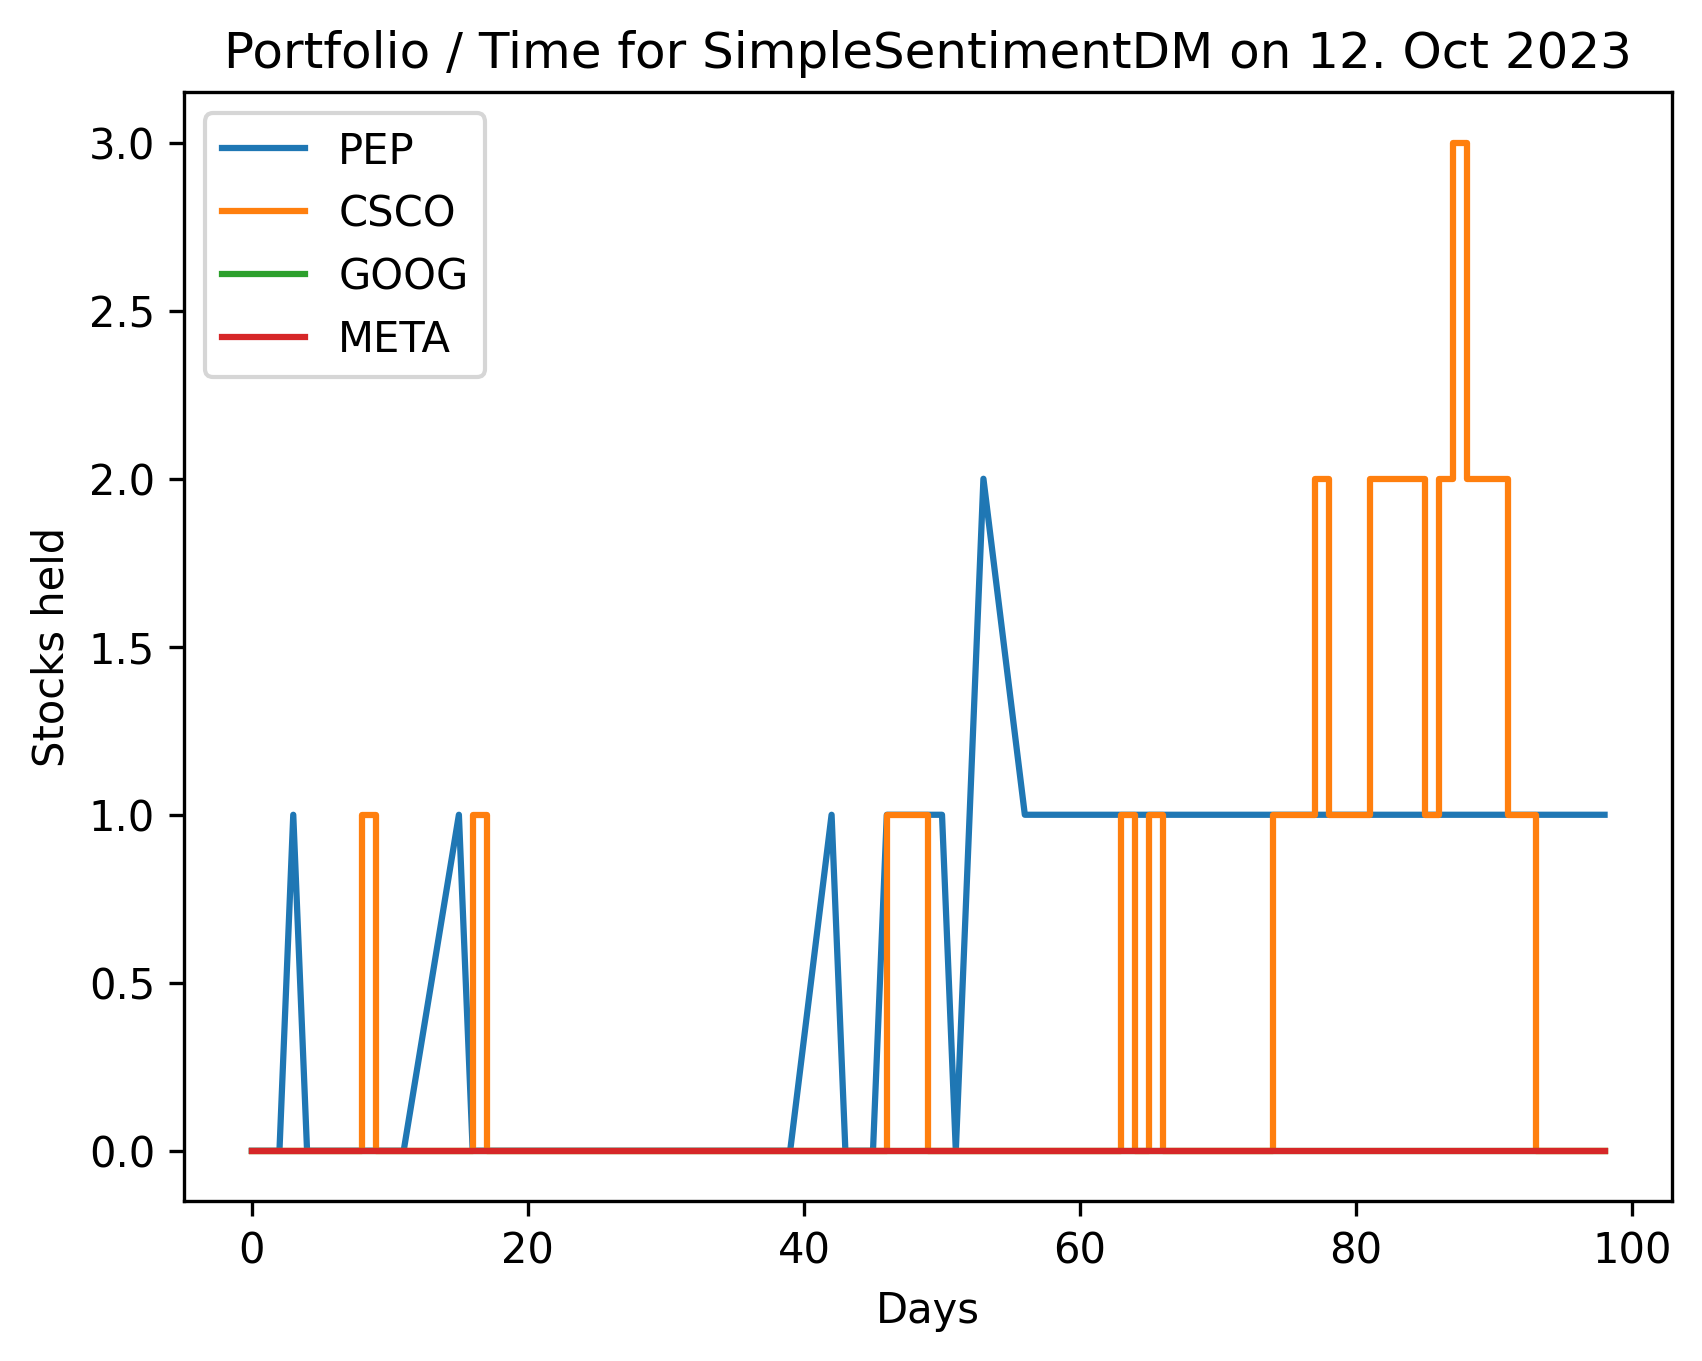 Portfolio / Time for SimpleSentimentDM on 12. Oct 2023
PEP
CSCO
GOOG
META
3.0
2.5
2.0
1.5
1.0
0.5
0.0
Stocks held
0 20 40 60 80 100
Days